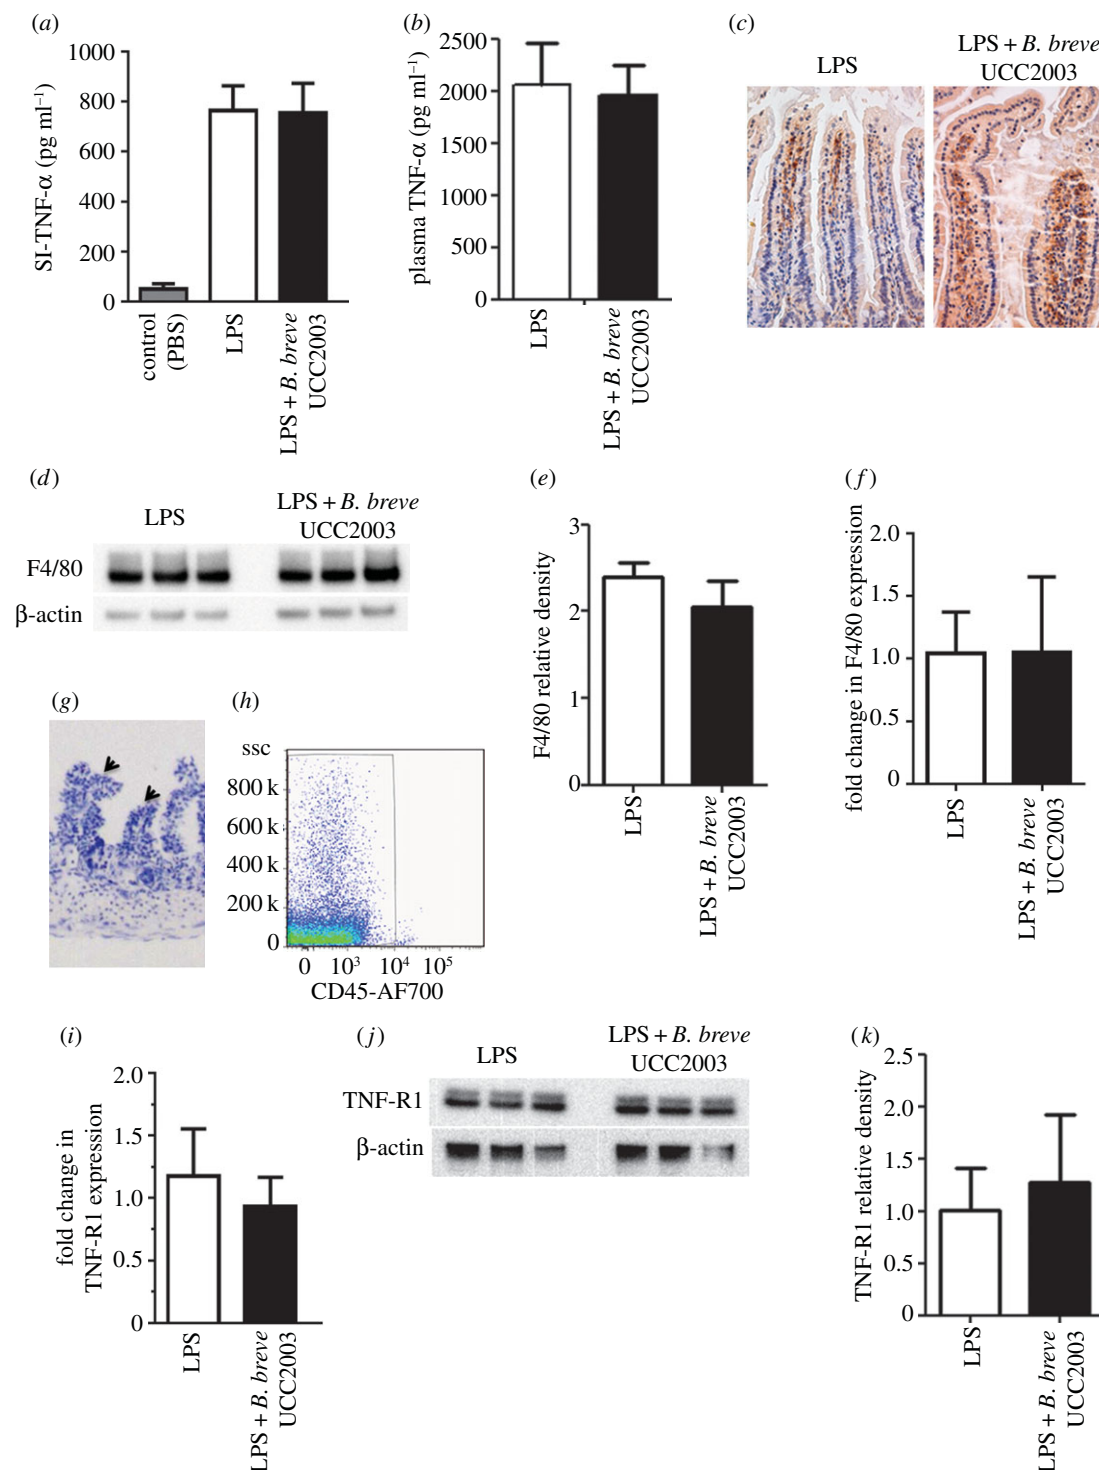 (a)
1000
800
600
400
200
0
SI-TNF-α (pg ml⁻¹)
control
(PBS)
LPS
LPS + B. breve
UCC2003
(b)
2500
2000
1500
1000
500
0
plasma TNF-α (pg ml⁻¹)
LPS
LPS + B. breve
UCC2003
(c)
LPS
LPS + B. breve
UCC2003
(d)
LPS
LPS + B. breve
UCC2003
F4/80
β-actin
(e)
3
2
1
0
F4/80 relative density
LPS
LPS + B. breve
UCC2003
(f)
2.0
1.5
1.0
0.5
0
fold change in F4/80 expression
LPS
LPS + B. breve
UCC2003
(g)
(h)
ssc
800 k
600 k
400 k
200 k
0
0 10³ 10⁴ 10⁵
CD45-AF700
(i)
2.0
1.5
1.0
0.5
0
fold change in
TNF-R1 expression
LPS
LPS + B. breve
UCC2003
(j)
LPS
LPS + B. breve
UCC2003
TNF-R1
β-actin
(k)
2.5
2.0
1.5
1.0
0.5
0
TNF-R1 relative density
LPS
LPS + B. breve
UCC2003